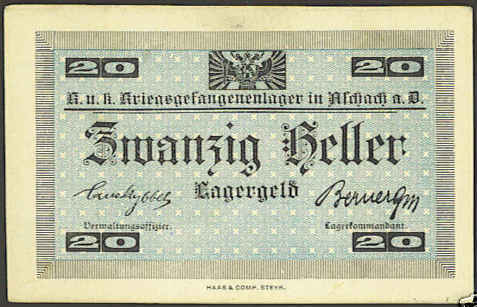 20 20
K. u. k. Kriegsgefangenenlager in Aschach a. D.
Zwanzig Heller
Lagergeld
Verwaltungsoffizier. Lagerkommandant.
20 20
HAAS & COMP. STEYR.